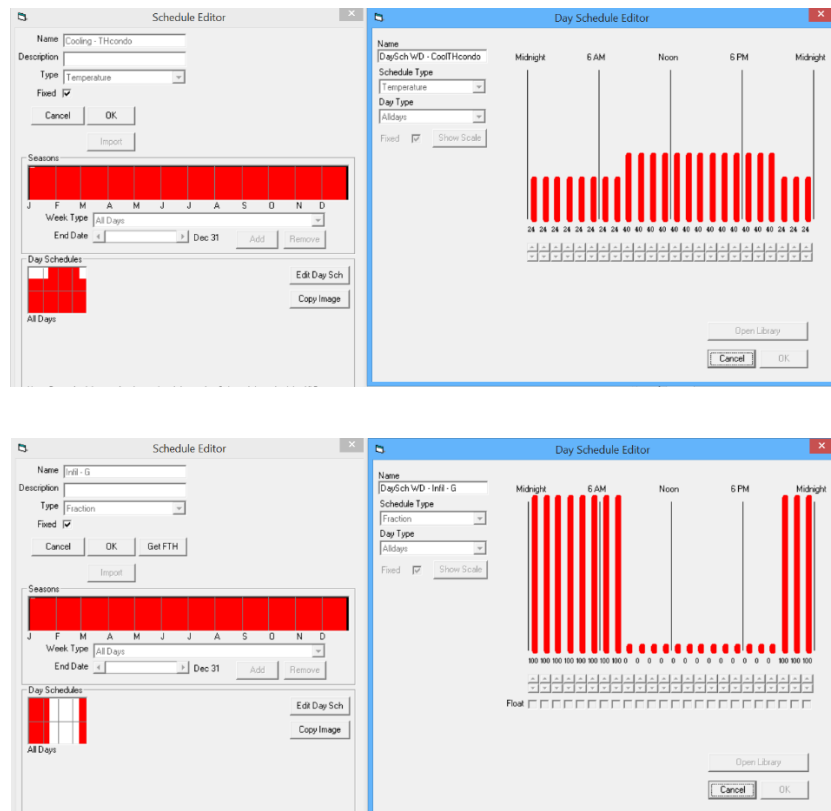 Schedule Editor
Name Cooling - THcondo
Description
Type Temperature
Fixed
Cancel OK
Import
Seasons
J F M A M J J A S O N D
Week Type All Days
End Date Dec 31 Add Remove
Day Schedules
Edit Day Sch
Copy Image
All Days
Day Schedule Editor
Name
DaySch WD - CoolTHcondo
Schedule Type
Temperature
Day Type
Alldays
Fixed Show Scale
Midnight 6 AM Noon 6 PM Midnight
24 24 24 24 24 24 24 24 40 40 40 40 40 40 40 40 40 40 40 40 40 24 24 24
Open Library
Cancel OK
Schedule Editor
Name Infil - G
Description
Type Fraction
Fixed
Cancel OK Get FTH
Import
Seasons
J F M A M J J A S O N D
Week Type All Days
End Date Dec 31 Add Remove
Day Schedules
Edit Day Sch
Copy Image
All Days
Day Schedule Editor
Name
DaySch WD - Infil - G
Schedule Type
Fraction
Day Type
Alldays
Fixed Show Scale
Midnight 6 AM Noon 6 PM Midnight
100 100 100 100 100 100 100 100 0 0 0 0 0 0 0 0 0 0 0 0 0 100 100 100
Float
Open Library
Cancel OK